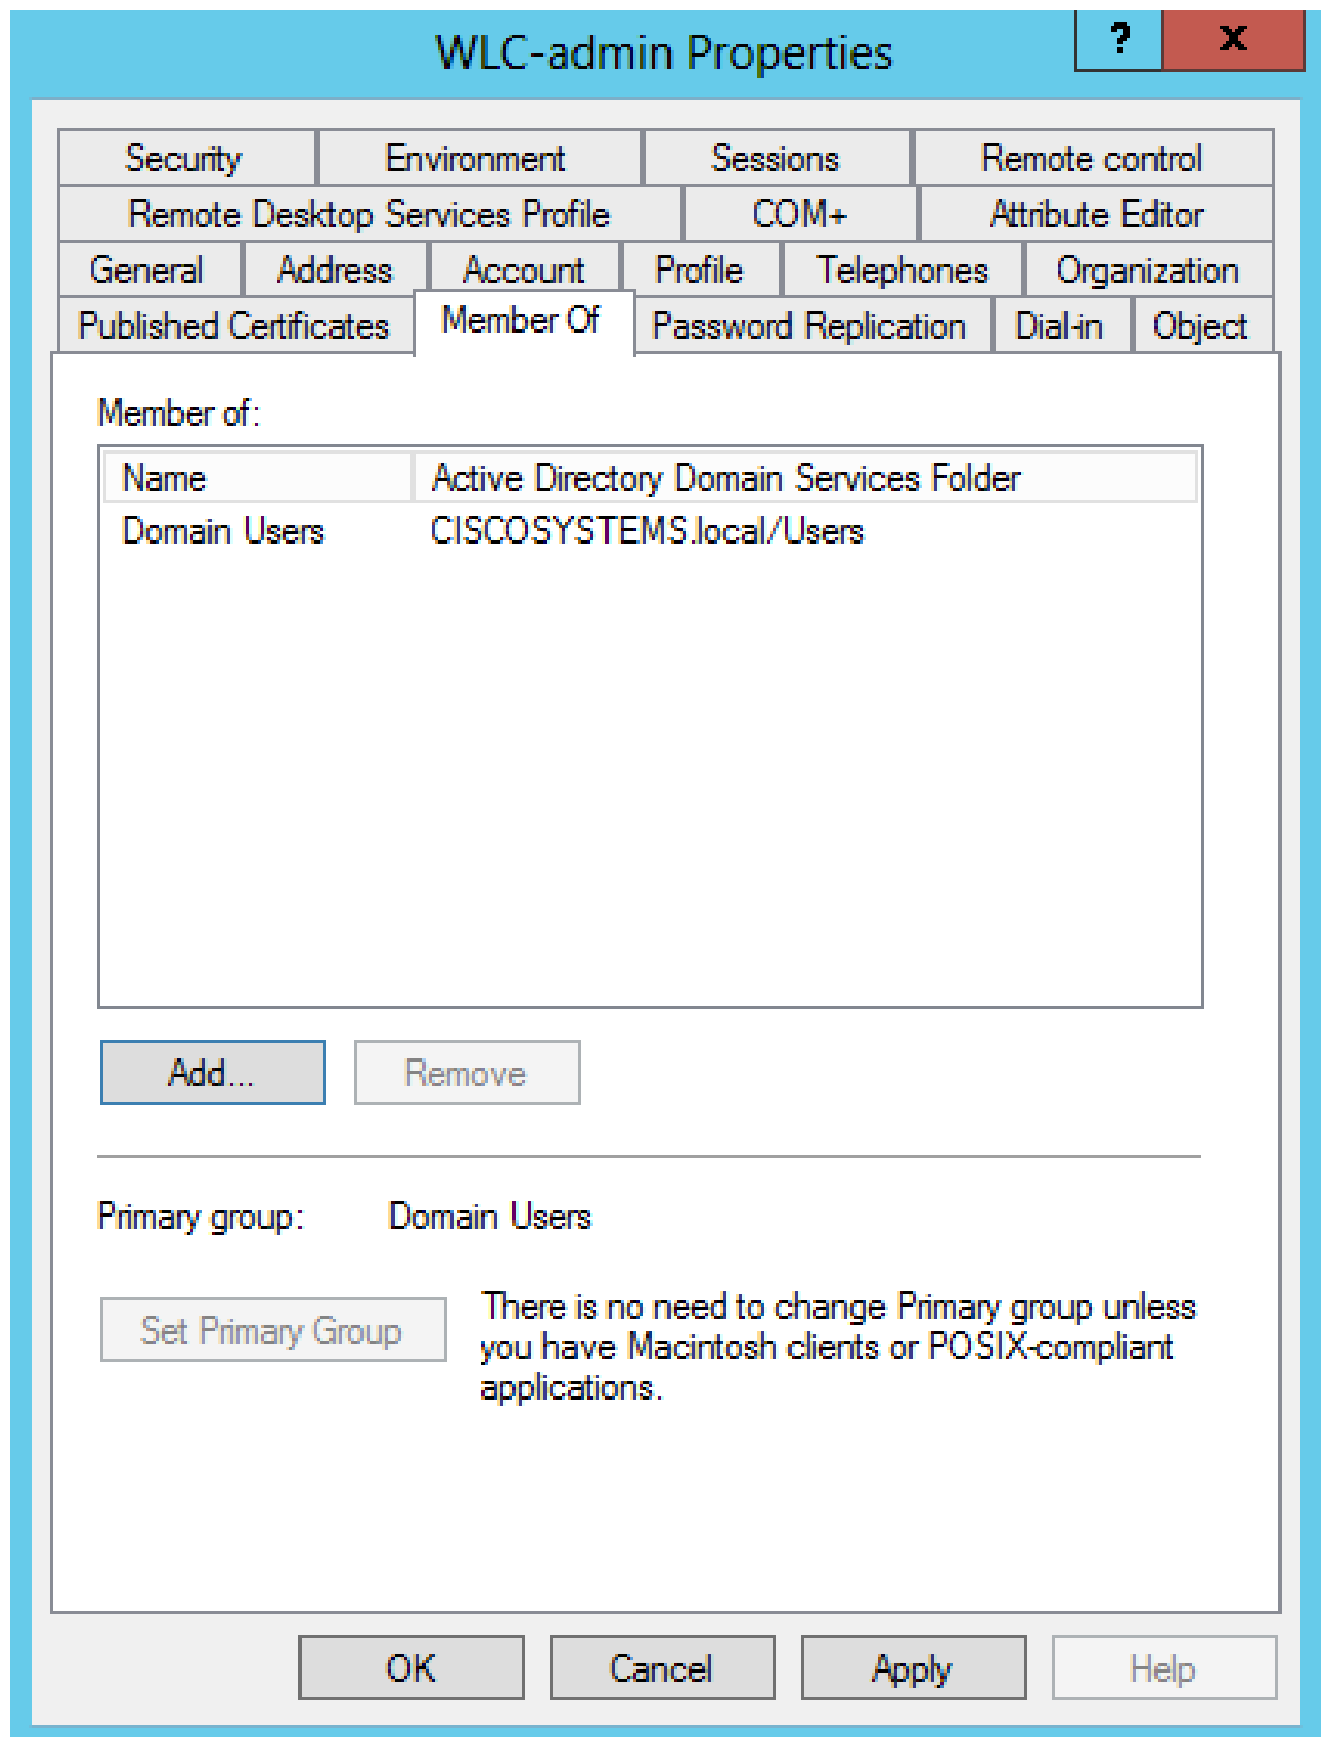 WLC-admin Properties
?
x
Security Environment Sessions Remote control
Remote Desktop Services Profile COM+ Attribute Editor
General Address Account Profile Telephones Organization
Published Certificates Member Of Password Replication Dial-in Object
Member of:
Name Active Directory Domain Services Folder
Domain Users CISCOSYSTEMS.local/Users
Add... Remove
Primary group: Domain Users
Set Primary Group
There is no need to change Primary group unless
you have Macintosh clients or POSIX-compliant
applications.
OK Cancel Apply Help